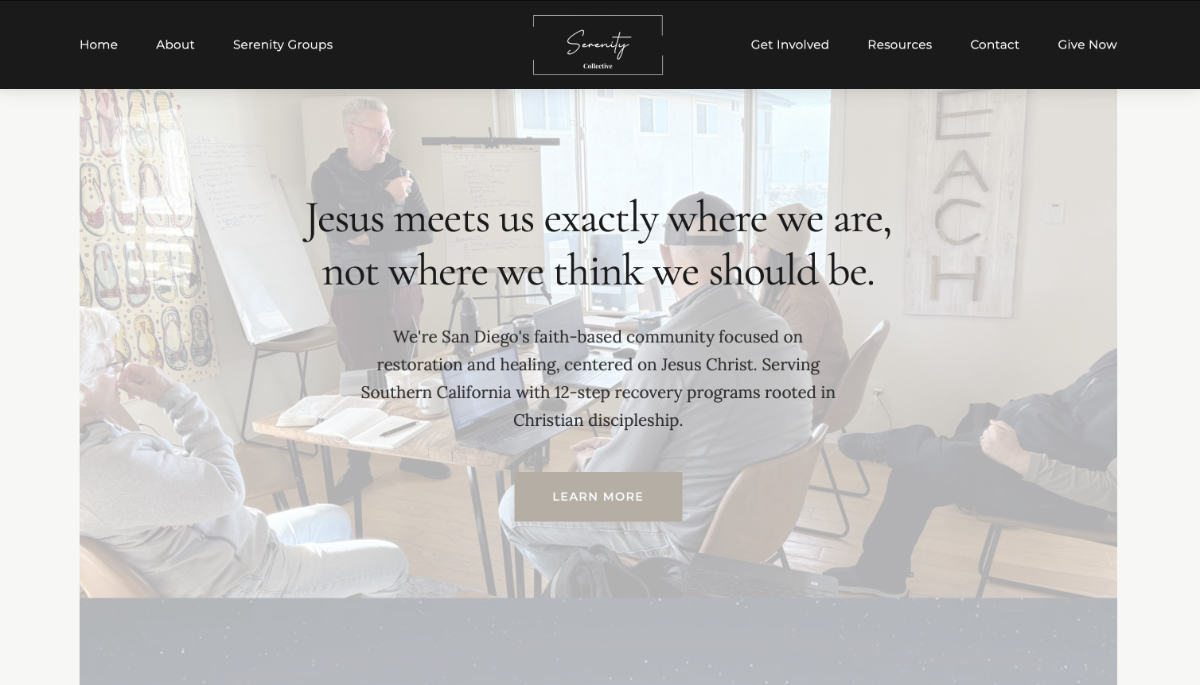 Home About Serenity Groups
Serenity
Collective
Get Involved Resources Contact Give Now
EACH
Jesus meets us exactly where we are,
not where we think we should be.
We're San Diego's faith-based community focused on
restoration and healing, centered on Jesus Christ. Serving
Southern California with 12-step recovery programs rooted in
Christian discipleship.
LEARN MORE